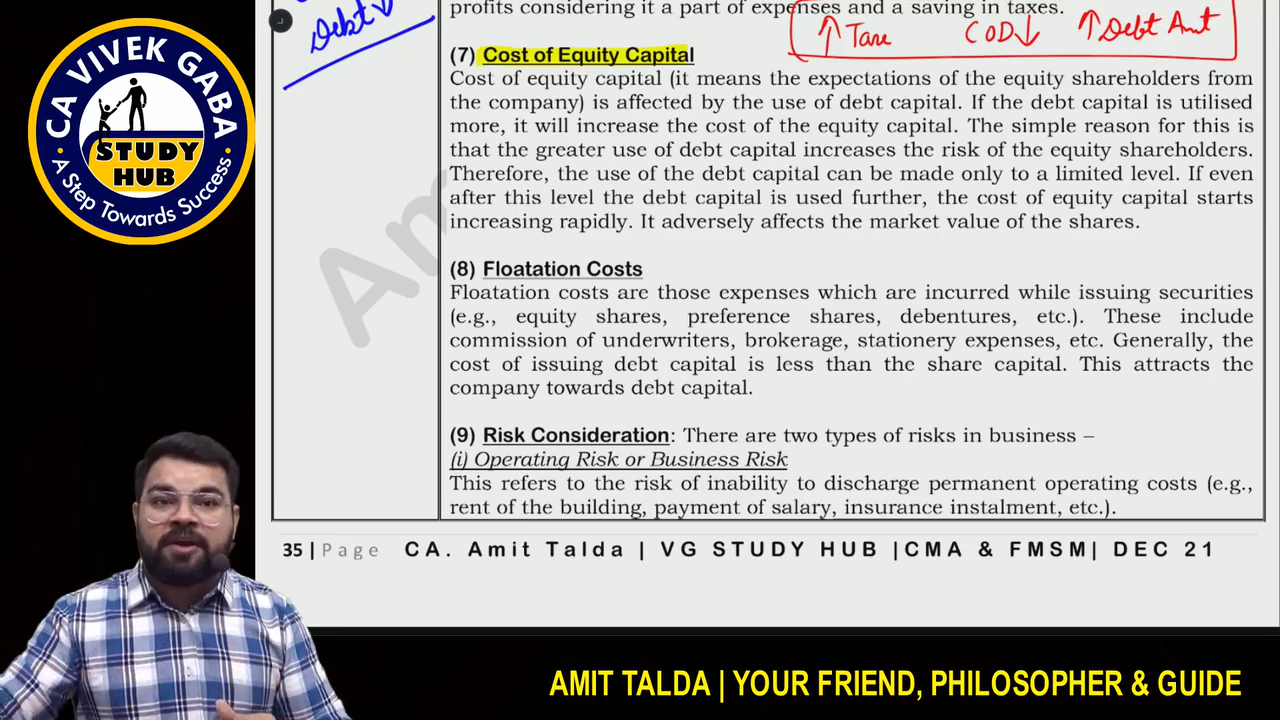 Debt↓
profits considering it a part of expenses and a saving in taxes.
↑ Taxe COD↓ ↑ Debt Amt
(7) Cost of Equity Capital
Cost of equity capital (it means the expectations of the equity shareholders from
the company) is affected by the use of debt capital. If the debt capital is utilised
more, it will increase the cost of the equity capital. The simple reason for this is
that the greater use of debt capital increases the risk of the equity shareholders.
Therefore, the use of the debt capital can be made only to a limited level. If even
after this level the debt capital is used further, the cost of equity capital starts
increasing rapidly. It adversely affects the market value of the shares.
(8) Floatation Costs
Floatation costs are those expenses which are incurred while issuing securities
(e.g., equity shares, preference shares, debentures, etc.). These include
commission of underwriters, brokerage, stationery expenses, etc. Generally, the
cost of issuing debt capital is less than the share capital. This attracts the
company towards debt capital.
(9) Risk Consideration: There are two types of risks in business –
(i) Operating Risk or Business Risk
This refers to the risk of inability to discharge permanent operating costs (e.g.,
rent of the building, payment of salary, insurance instalment, etc.).
35 | Page CA. Amit Talda | VG STUDY HUB |CMA & FMSM| DEC 21
CA VIVEK GABA
STUDY
HUB
• A Step Towards Success •
Am
AMIT TALDA | YOUR FRIEND, PHILOSOPHER & GUIDE